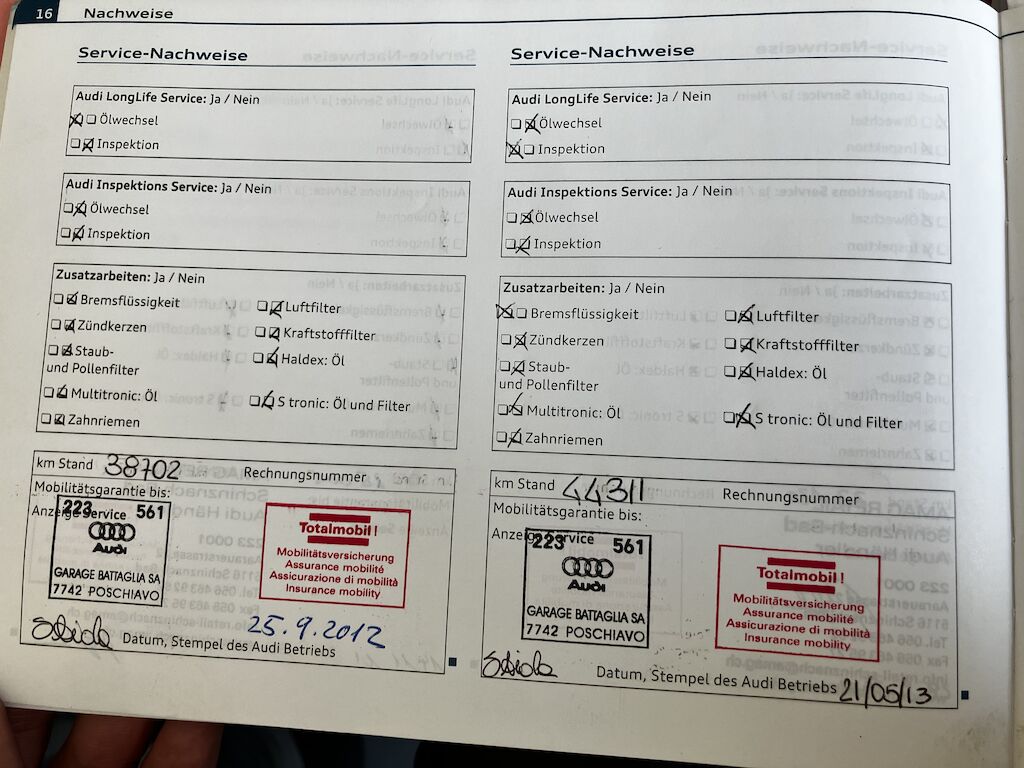 16 Nachweise
Service-Nachweise
Audi LongLife Service: Ja / Nein
Ölwechsel
Inspektion
Audi Inspektions Service: Ja / Nein
Ölwechsel
Inspektion
Zusatzarbeiten: Ja / Nein
Bremsflüssigkeit
Luftfilter
Zündkerzen
Kraftstofffilter
Staub-
und Pollenfilter
Haldex: Öl
Multitronic: Öl
S tronic: Öl und Filter
Zahnriemen
km Stand 38702 Rechnungsnummer
Mobilitätsgarantie bis:
Anzeige Service
223 561
Audi
GARAGE BATTAGLIA SA
7742 POSCHIAVO
Totalmobil!
Mobilitätsversicherung
Assurance mobilité
Assicurazione di mobilità
Insurance mobility
25.9.2012
Datum, Stempel des Audi Betriebs
Service-Nachweise
Audi LongLife Service: Ja / Nein
Ölwechsel
Inspektion
Audi Inspektions Service: Ja / Nein
Ölwechsel
Inspektion
Zusatzarbeiten: Ja / Nein
Bremsflüssigkeit
Luftfilter
Zündkerzen
Kraftstofffilter
Staub-
und Pollenfilter
Haldex: Öl
Multitronic: Öl
S tronic: Öl und Filter
Zahnriemen
km Stand 44311 Rechnungsnummer
Mobilitätsgarantie bis:
Anzeige Service
223 561
Audi
GARAGE BATTAGLIA SA
7742 POSCHIAVO
Totalmobil!
Mobilitätsversicherung
Assurance mobilité
Assicurazione di mobilità
Insurance mobility
Datum, Stempel des Audi Betriebs 21/05/13